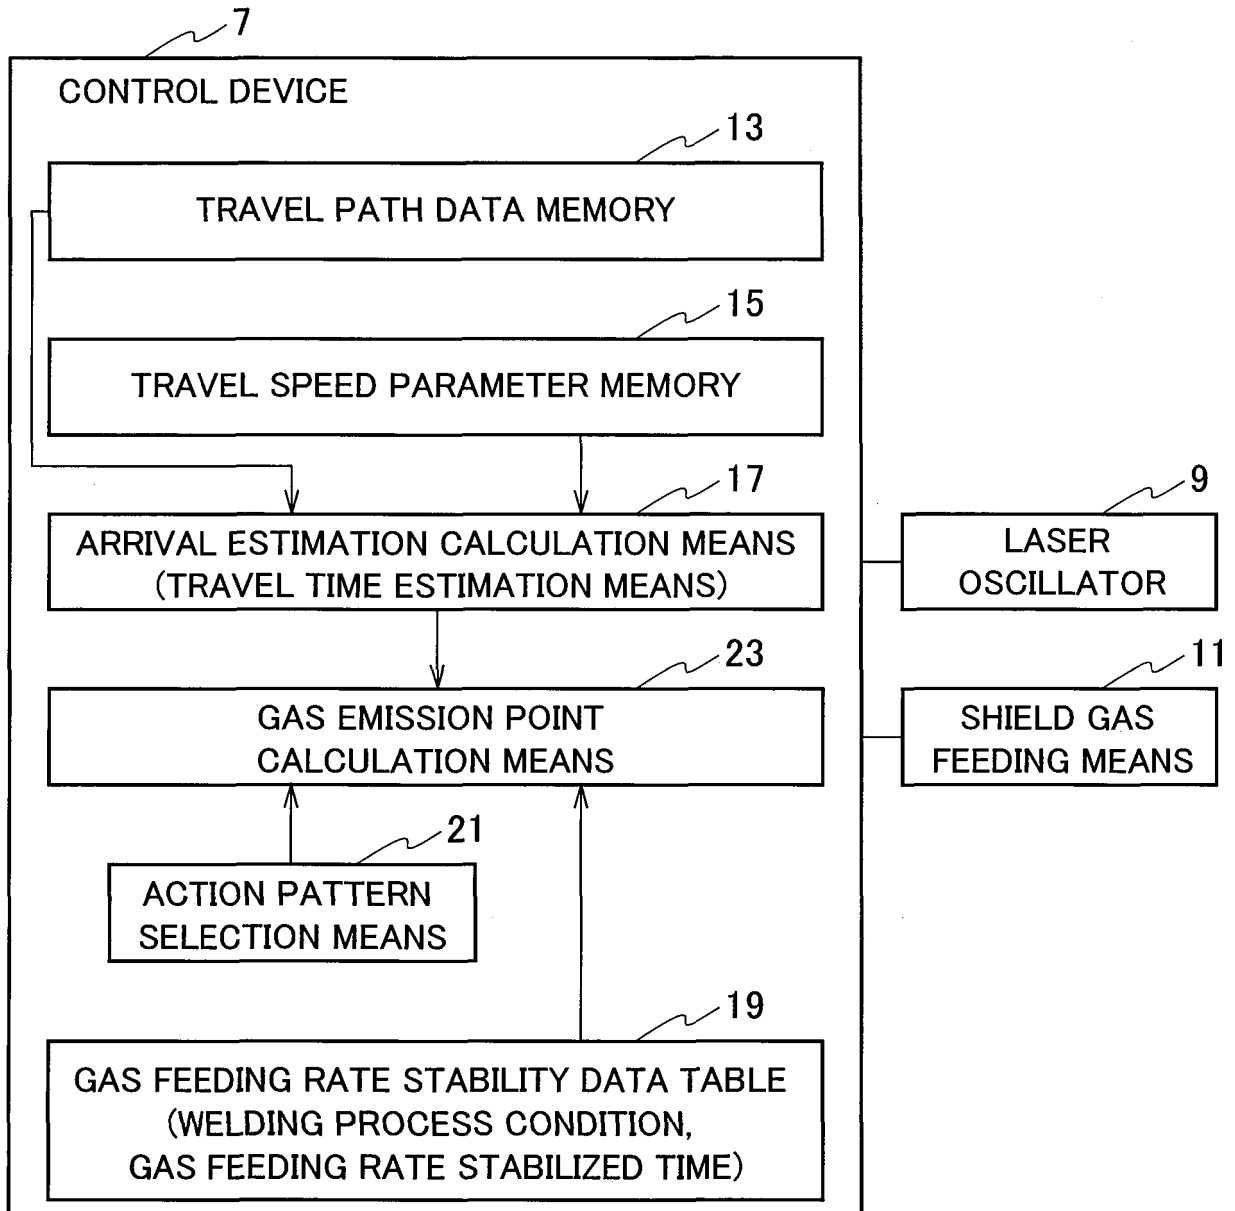 7
CONTROL DEVICE
13
TRAVEL PATH DATA MEMORY
15
TRAVEL SPEED PARAMETER MEMORY
17
ARRIVAL ESTIMATION CALCULATION MEANS
(TRAVEL TIME ESTIMATION MEANS)
9
LASER
OSCILLATOR
23
GAS EMISSION POINT
CALCULATION MEANS
11
SHIELD GAS
FEEDING MEANS
21
ACTION PATTERN
SELECTION MEANS
19
GAS FEEDING RATE STABILITY DATA TABLE
(WELDING PROCESS CONDITION,
GAS FEEDING RATE STABILIZED TIME)